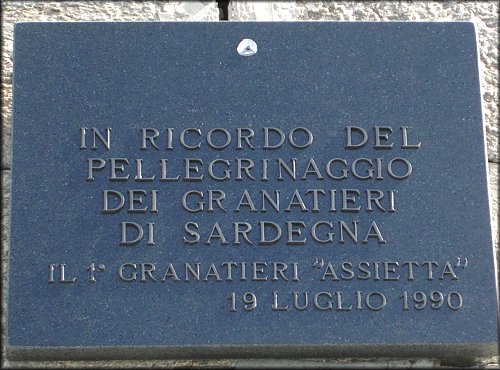 IN RICORDO DEL
PELLEGRINAGGIO
DEI GRANATIERI
DI SARDEGNA
IL 1° GRANATIERI "ASSIETTA"
19 LUGLIO 1990